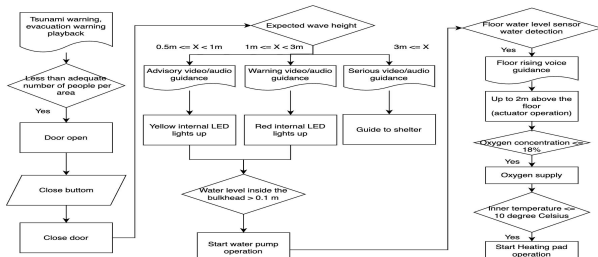 Tsunami warning,
evacuation warning
playback
Less than adequate
number of people per
area
Yes
Door open
Close buttom
Close door
Expected wave height
0.5m <= X < 1m
1m <= X < 3m
3m <= X
Advisory video/audio
guidance
Warning video/audio
guidance
Serious video/audio
guidance
Yellow internal LED
lights up
Red internal LED
lights up
Guide to shelter
Water level inside the
bulkhead > 0.1 m
Start water pump
operation
Floor water level sensor
water detection
Yes
Floor rising voice
guidance
Up to 2m above the
floor
(actuator operation)
Oxygen concentration <=
18%
Yes
Oxygen supply
Inner temperature <=
10 degree Celsius
Yes
Start Heating pad
operation